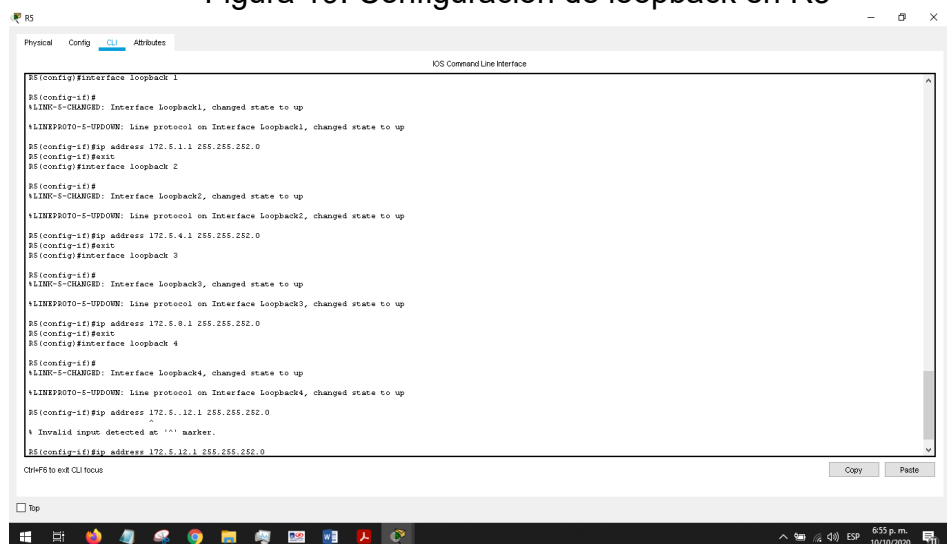 R5
Physical Config CLI Attributes
IOS Command Line Interface
R5(config)#interface loopback 1
R5(config-if)#
%LINK-5-CHANGED: Interface Loopback1, changed state to up
%LINEPROTO-5-UPDOWN: Line protocol on Interface Loopback1, changed state to up
R5(config-if)#ip address 172.5.1.1 255.255.252.0
R5(config-if)#exit
R5(config)#interface loopback 2
R5(config-if)#
%LINK-5-CHANGED: Interface Loopback2, changed state to up
%LINEPROTO-5-UPDOWN: Line protocol on Interface Loopback2, changed state to up
R5(config-if)#ip address 172.5.4.1 255.255.252.0
R5(config-if)#exit
R5(config)#interface loopback 3
R5(config-if)#
%LINK-5-CHANGED: Interface Loopback3, changed state to up
%LINEPROTO-5-UPDOWN: Line protocol on Interface Loopback3, changed state to up
R5(config-if)#ip address 172.5.8.1 255.255.252.0
R5(config-if)#exit
R5(config)#interface loopback 4
R5(config-if)#
%LINK-5-CHANGED: Interface Loopback4, changed state to up
%LINEPROTO-5-UPDOWN: Line protocol on Interface Loopback4, changed state to up
R5(config-if)#ip address 172.5..12.1 255.255.252.0
^
% Invalid input detected at '^' marker.
R5(config-if)#ip address 172.5.12.1 255.255.252.0
Ctrl+F6 to exit CLI focus
Copy Paste
Top
ESP 6:55 p. m.
10/10/2020